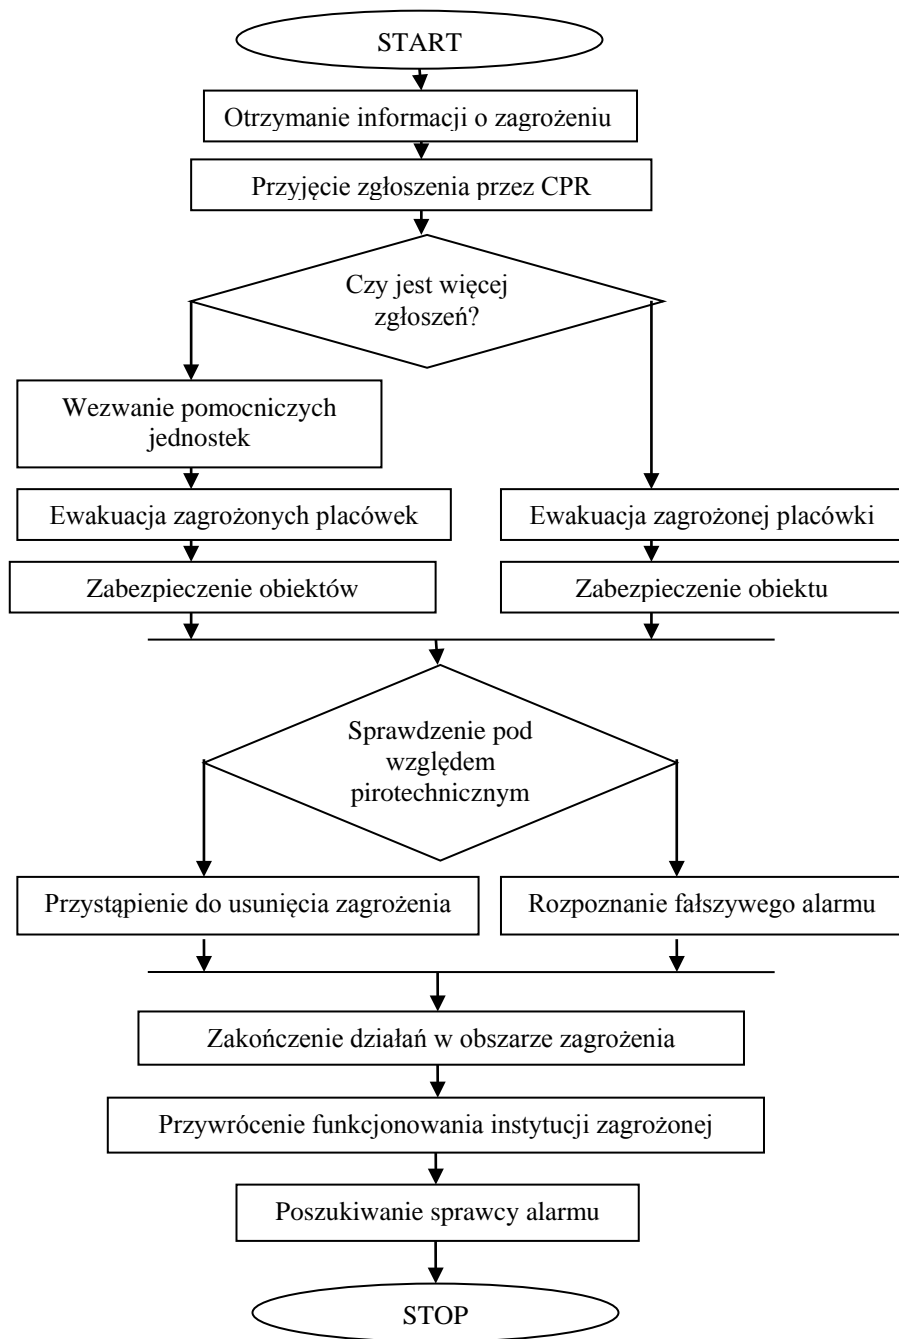 START
Otrzymanie informacji o zagrożeniu
Przyjęcie zgłoszenia przez CPR
Czy jest więcej
zgłoszeń?
Wezwanie pomocniczych
jednostek
Ewakuacja zagrożonych placówek
Ewakuacja zagrożonej placówki
Zabezpieczenie obiektów
Zabezpieczenie obiektu
Sprawdzenie pod
względem
pirotechnicznym
Przystąpienie do usunięcia zagrożenia
Rozpoznanie fałszywego alarmu
Zakończenie działań w obszarze zagrożenia
Przywrócenie funkcjonowania instytucji zagrożonej
Poszukiwanie sprawcy alarmu
STOP